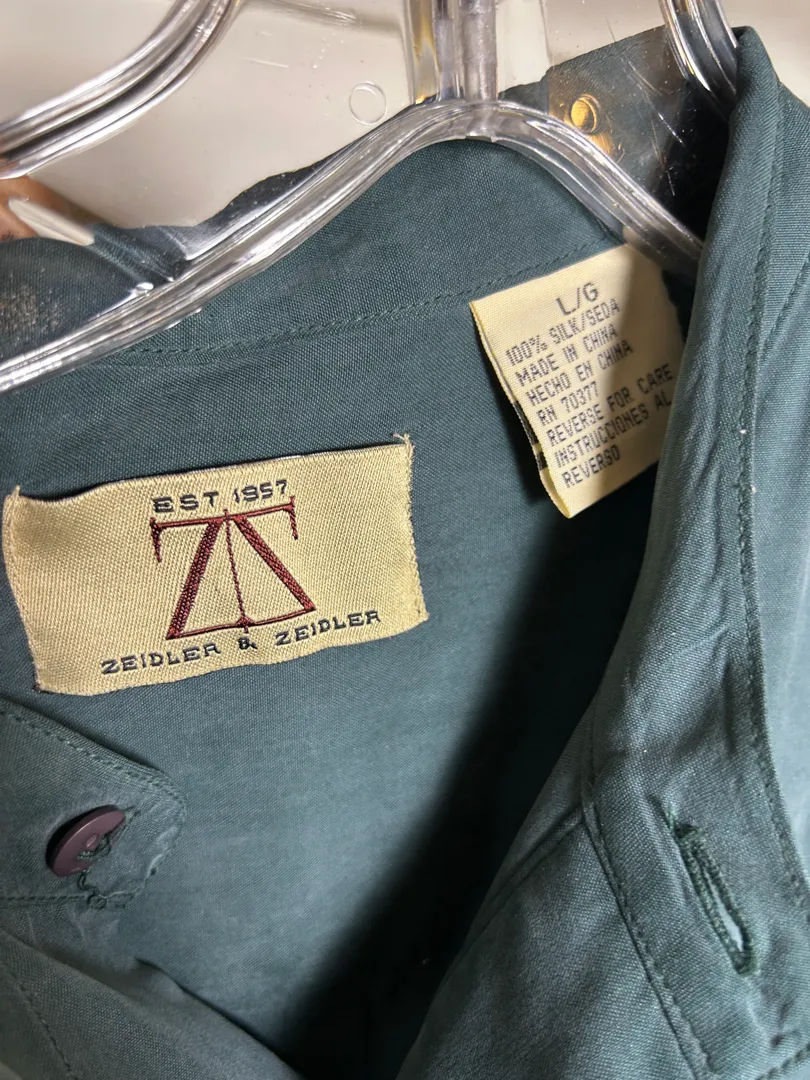 EST 1957
ZEIDLER & ZEIDLER
L/G
100% SILK/SEDA
MADE IN CHINA
HECHO EN CHINA
RN 70377
REVERSE FOR CARE
INSTRUCCIONES AL
REVERSO